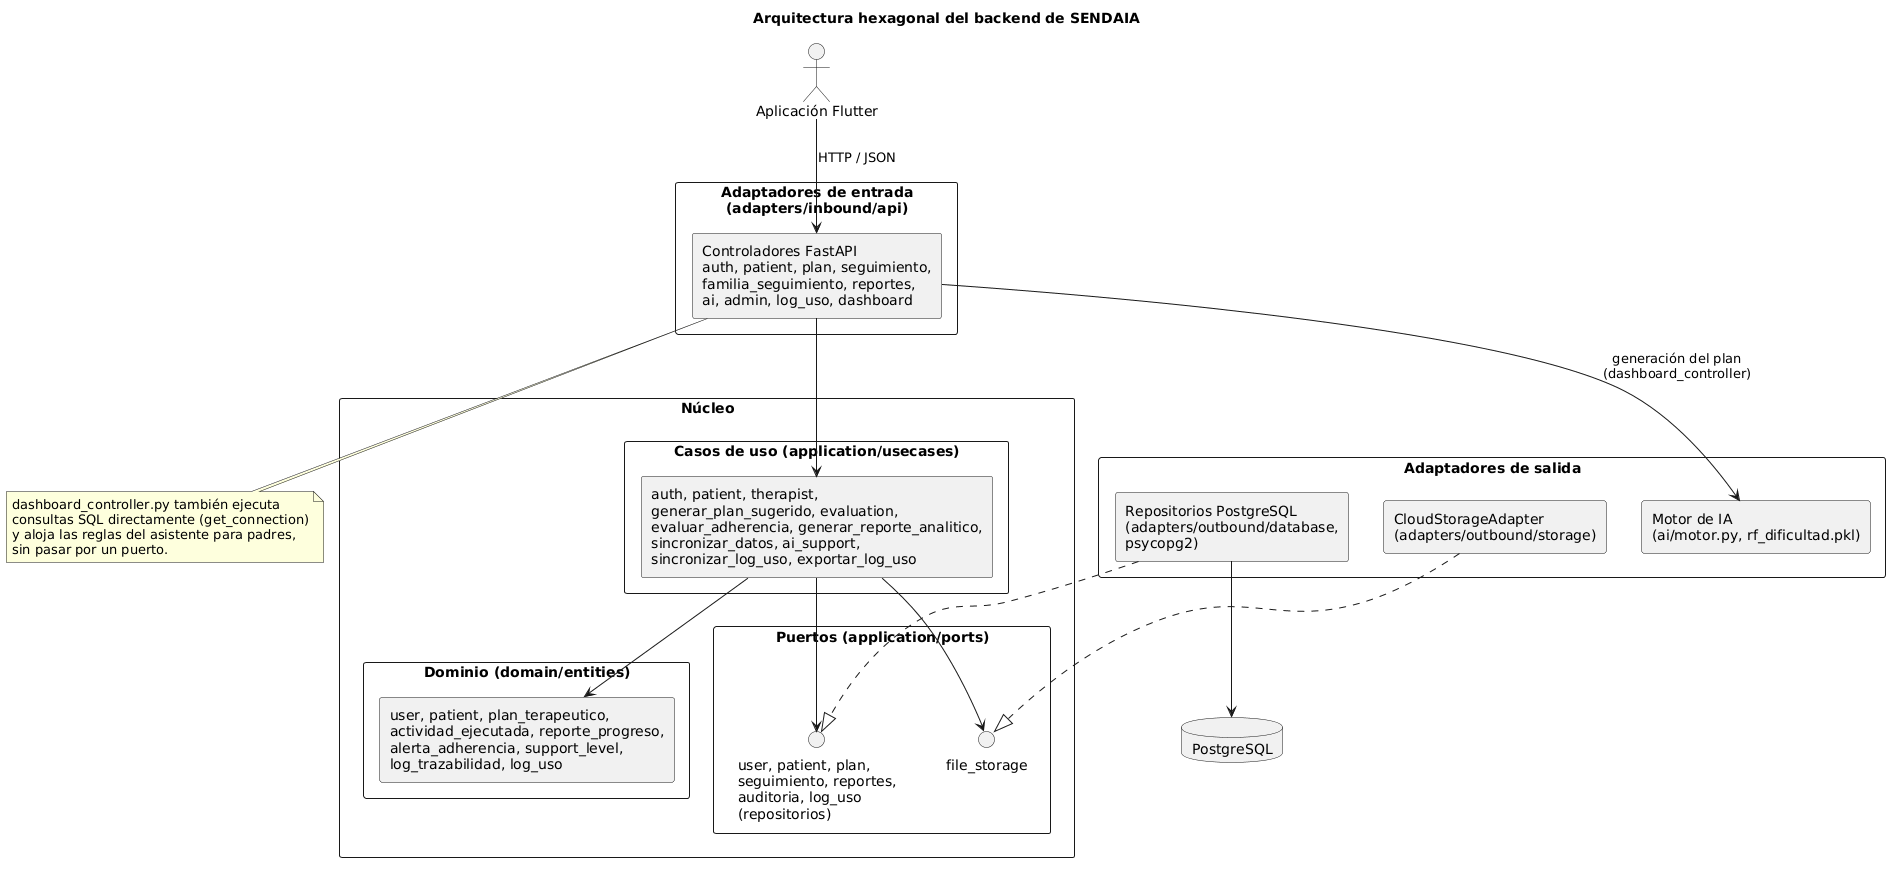 Arquitectura hexagonal del backend de SENDAIA
Aplicación Flutter
HTTP / JSON
Adaptadores de entrada
(adapters/inbound/api)
Controladores FastAPI
auth, patient, plan, seguimiento,
familia_seguimiento, reportes,
ai, admin, log_uso, dashboard
generación del plan
(dashboard_controller)
Núcleo
Casos de uso (application/usecases)
auth, patient, therapist,
generar_plan_sugerido, evaluation,
evaluar_adherencia, generar_reporte_analitico,
sincronizar_datos, ai_support,
sincronizar_log_uso, exportar_log_uso
dashboard_controller.py también ejecuta
consultas SQL directamente (get_connection)
y aloja las reglas del asistente para padres,
sin pasar por un puerto.
Adaptadores de salida
Repositorios PostgreSQL
(adapters/outbound/database,
psycopg2)
CloudStorageAdapter
(adapters/outbound/storage)
Motor de IA
(ai/motor.py, rf_dificultad.pkl)
Dominio (domain/entities)
user, patient, plan_terapeutico,
actividad_ejecutada, reporte_progreso,
alerta_adherencia, support_level,
log_trazabilidad, log_uso
Puertos (application/ports)
user, patient, plan,
seguimiento, reportes,
auditoria, log_uso
(repositorios)
file_storage
PostgreSQL